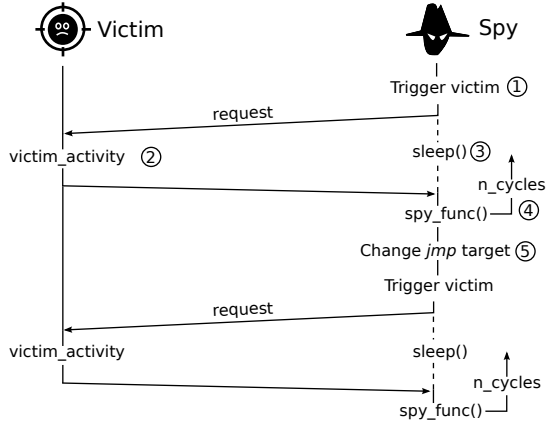 Victim
Spy
Trigger victim ①
request
victim_activity ②
sleep() ③
n_cycles
spy_func() ④
Change jmp target ⑤
Trigger victim
request
victim_activity
sleep()
n_cycles
spy_func()